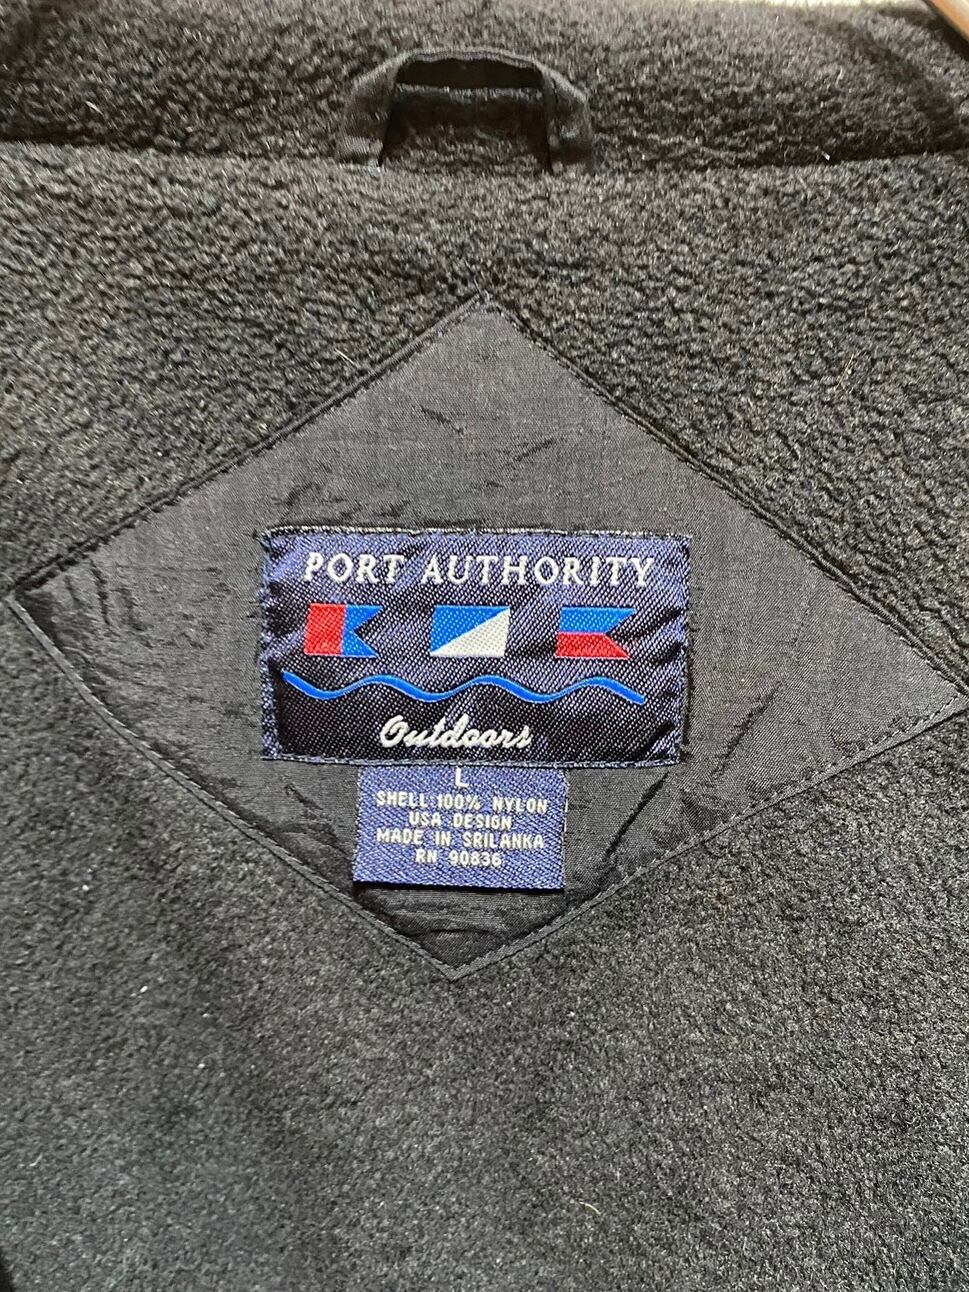 PORT AUTHORITY
Outdoors
L
SHELL 100% NYLON
USA DESIGN
MADE IN SRILANKA
RN 90836